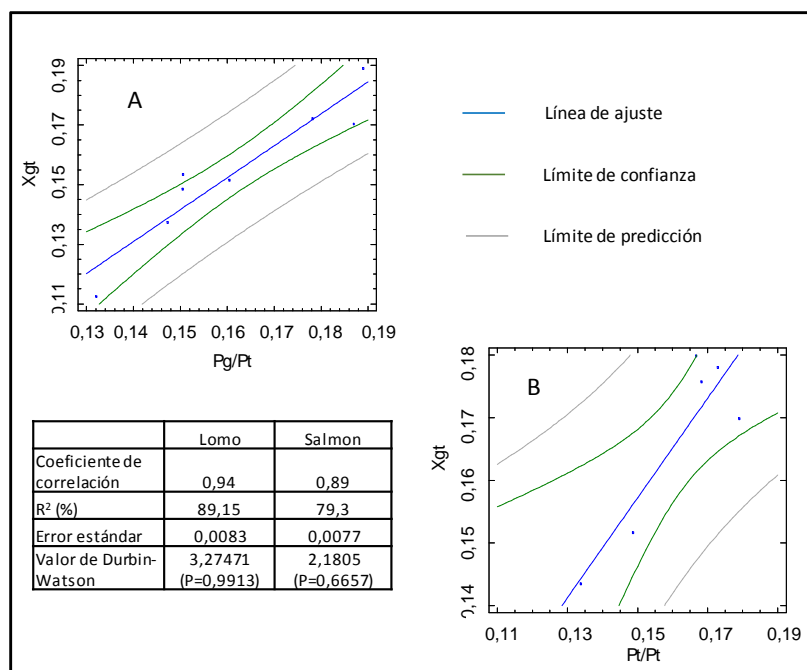 A
Xgt
0,19
0,17
0,15
0,13
0,11
0,13 0,14 0,15 0,16 0,17 0,18 0,19
Pg/Pt
Línea de ajuste
Límite de confianza
Límite de predicción
B
Xgt
0,18
0,17
0,16
0,15
0,14
0,11 0,13 0,15 0,17 0,19
Pt/Pt
Lomo Salmon
Coeficiente de
correlación 0,94 0,89
R² (%) 89,15 79,3
Error estándar 0,0083 0,0077
Valor de Durbin- 3,27471 2,1805
Watson (P=0,9913) (P=0,6657)